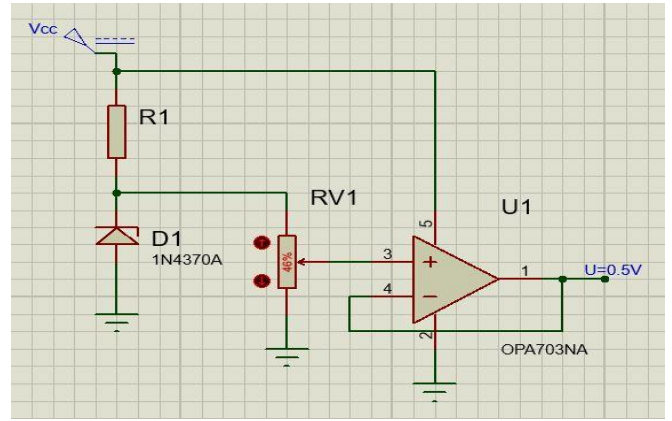 Vcc
R1
RV1
U1
D1
1N4370A
46%
5
3
4
1
2
U=0.5V
OPA703NA